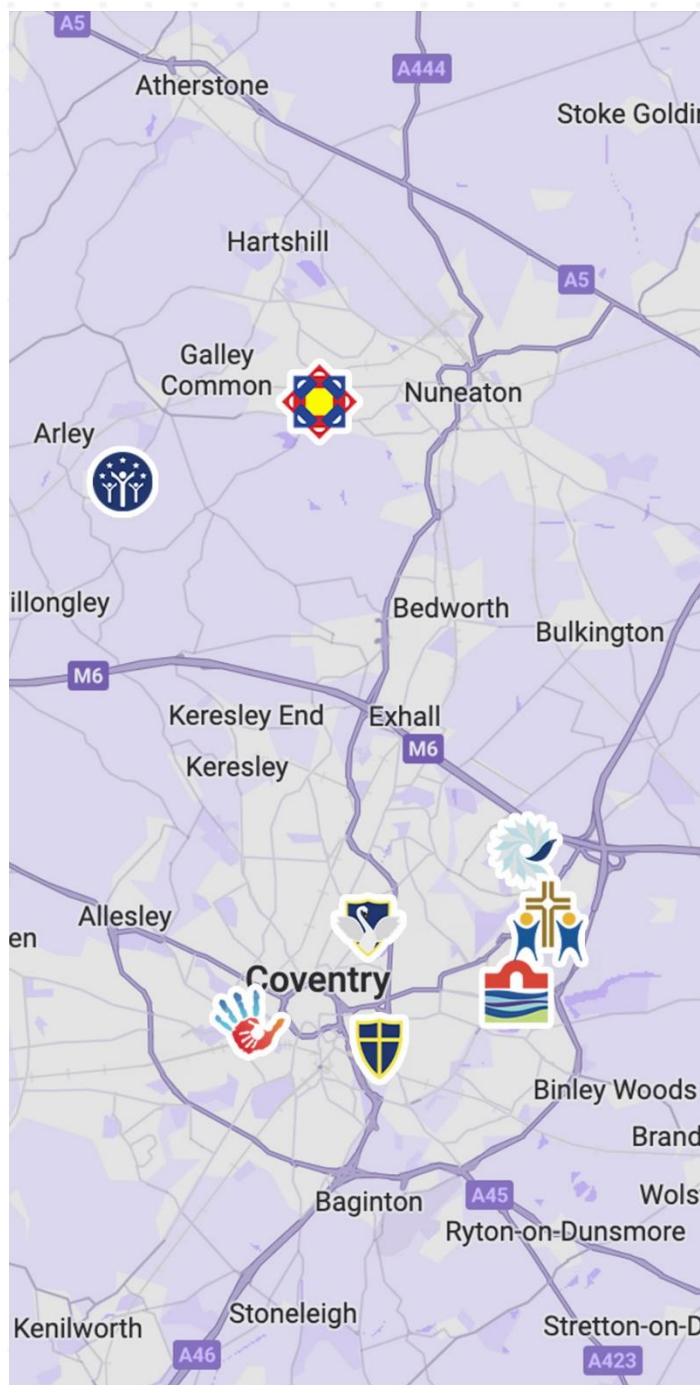 A5
Atherstone
A444
Stoke Goldin
Hartshill
A5
Galley
Common
Nuneaton
Arley
illongley
Bedworth
Bulkington
M6
Keresley End
Exhall
M6
Keresley
Allesley
en
Coventry
Binley Woods
Brand
Wols
Baginton
A45
Ryton-on-Dunsmore
Stoneleigh
Kenilworth
Stretton-on-D
A46
A423